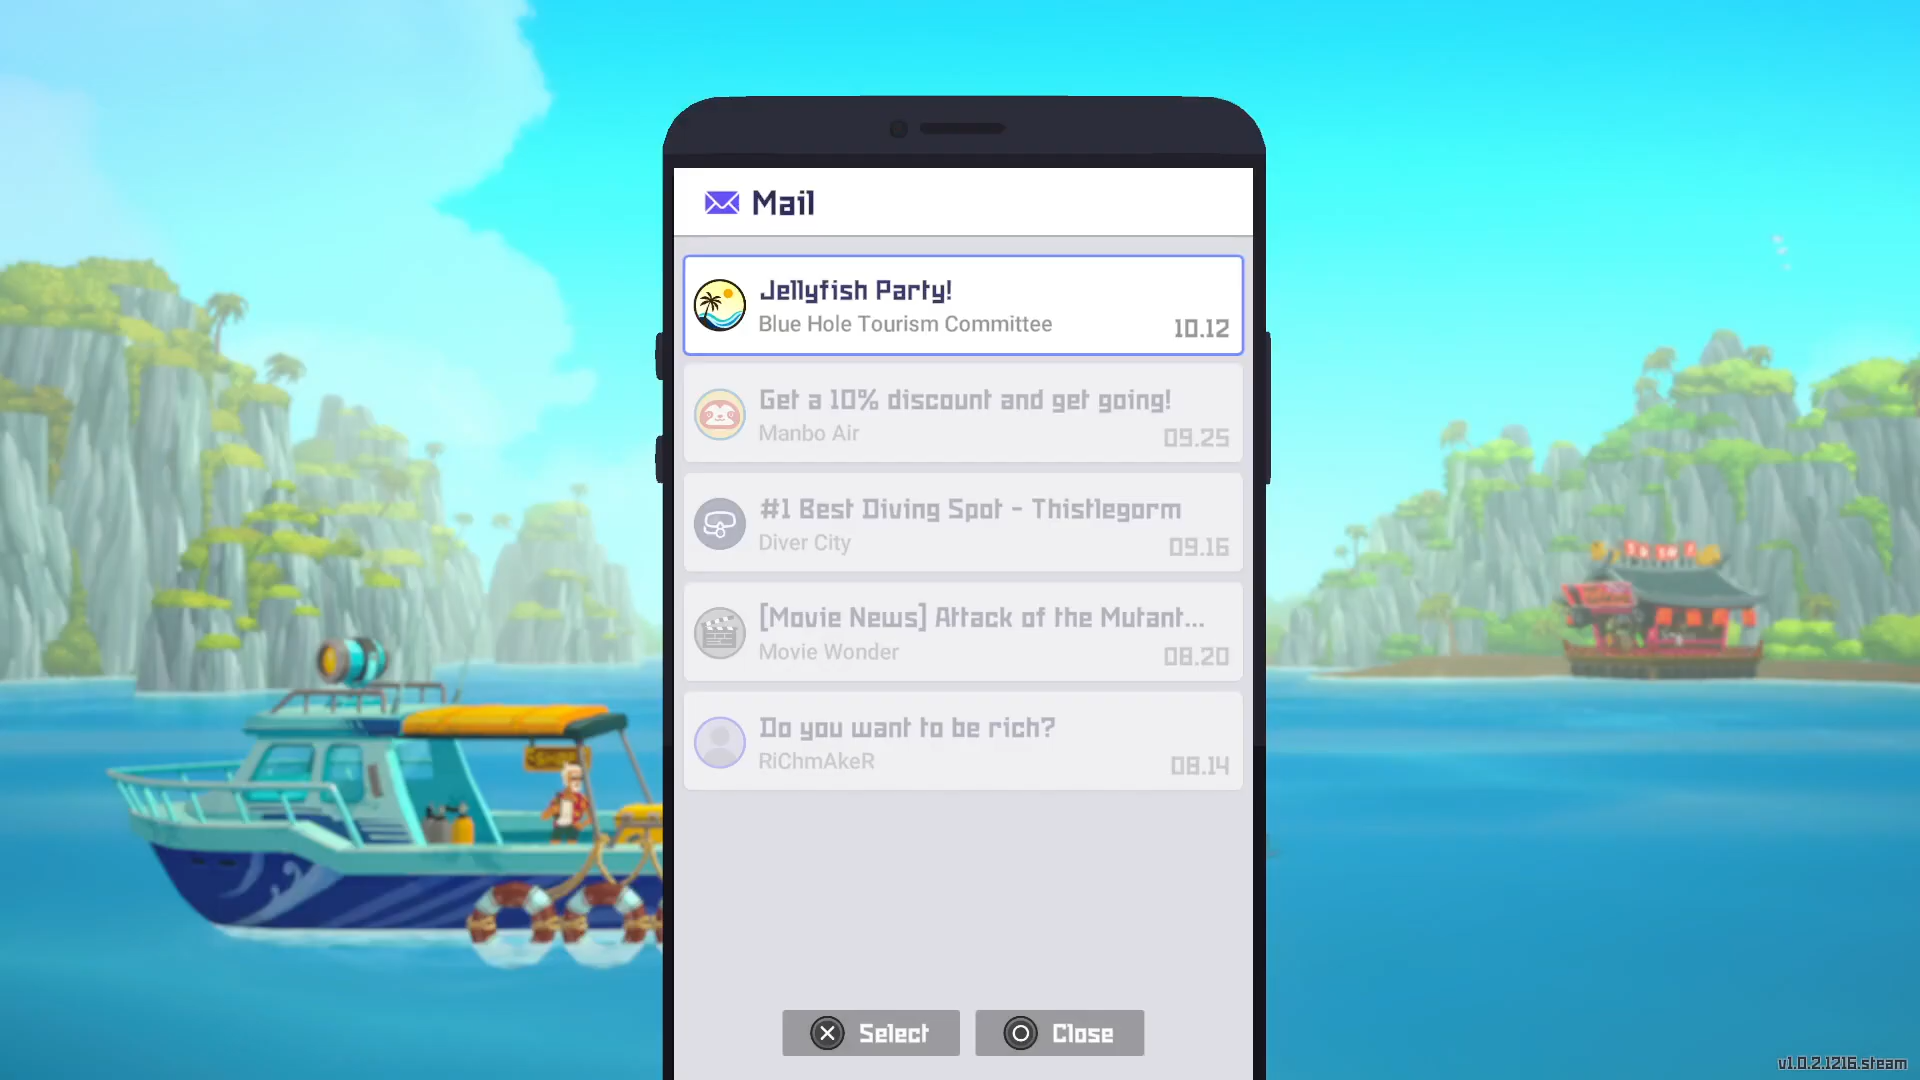 Mail
Jellyfish Party!
Blue Hole Tourism Committee
10.12
Get a 10% discount and get going!
Manbo Air
09.25
#1 Best Diving Spot - Thistlegorm
Diver City
09.16
[Movie News] Attack of the Mutant...
Movie Wonder
08.20
Do you want to be rich?
RiChmAkeR
08.14
Select
Close
v1.0.2.1216.steam